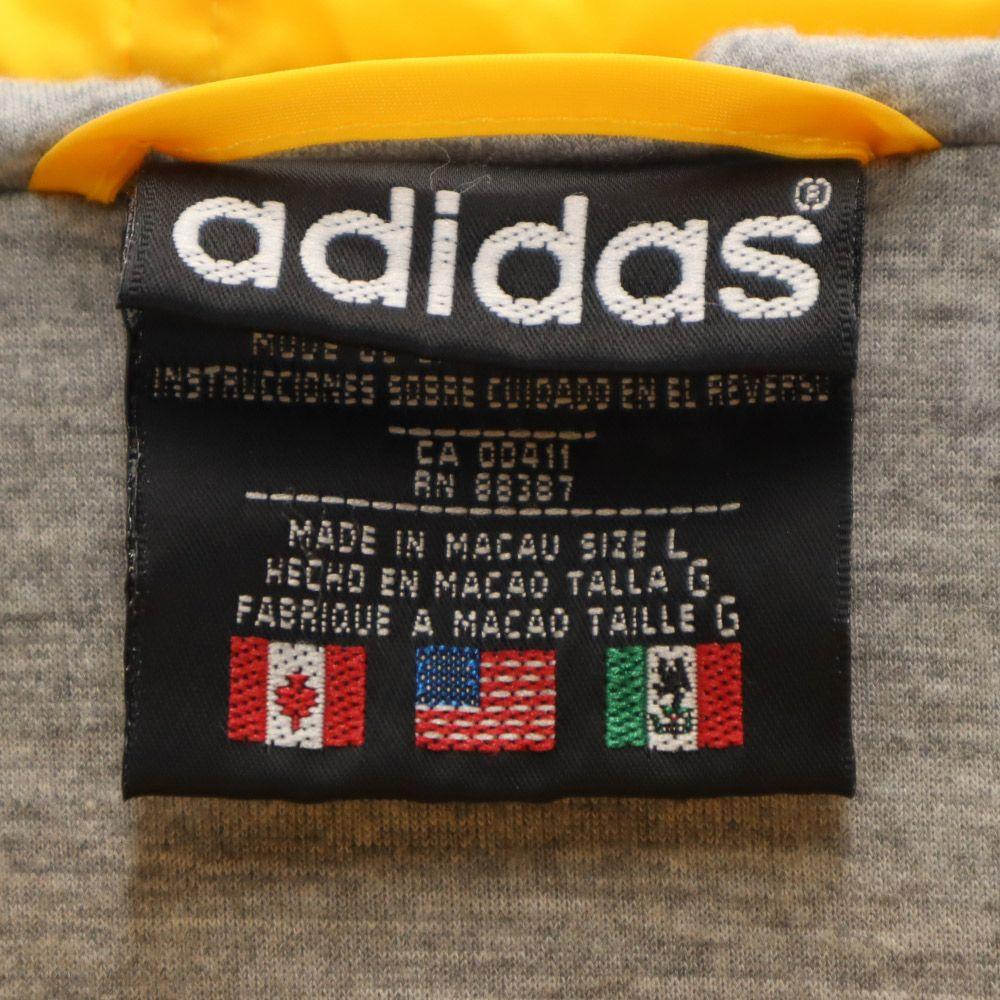 adidas®
MODE
INSTRUCCIONES SOBRE CUIDADO EN EL REVERSO
CA 00411
RN 88387
MADE IN MACAU SIZE L
HECHO EN MACAO TALLA G
FABRIQUE A MACAO TAILLE G